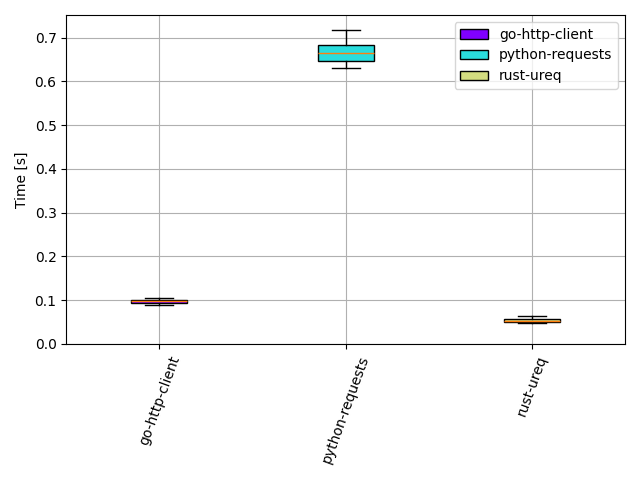 go-http-client
python-requests
rust-ureq
Time [s]
0.7
0.6
0.5
0.4
0.3
0.2
0.1
0.0
go-http-client
python-requests
rust-ureq